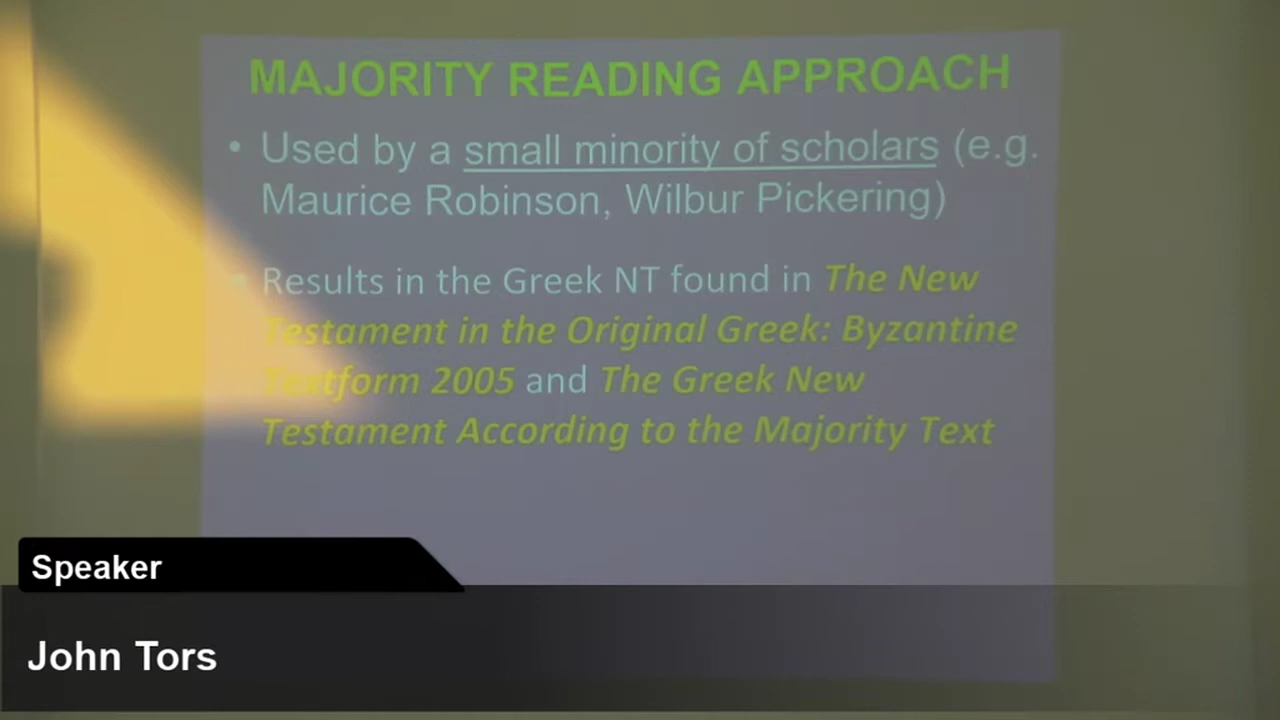 MAJORITY READING APPROACH
• Used by a small minority of scholars (e.g.
Maurice Robinson, Wilbur Pickering)
• Results in the Greek NT found in The New
Testament in the Original Greek: Byzantine
Textform 2005 and The Greek New
Testament According to the Majority Text
Speaker
John Tors